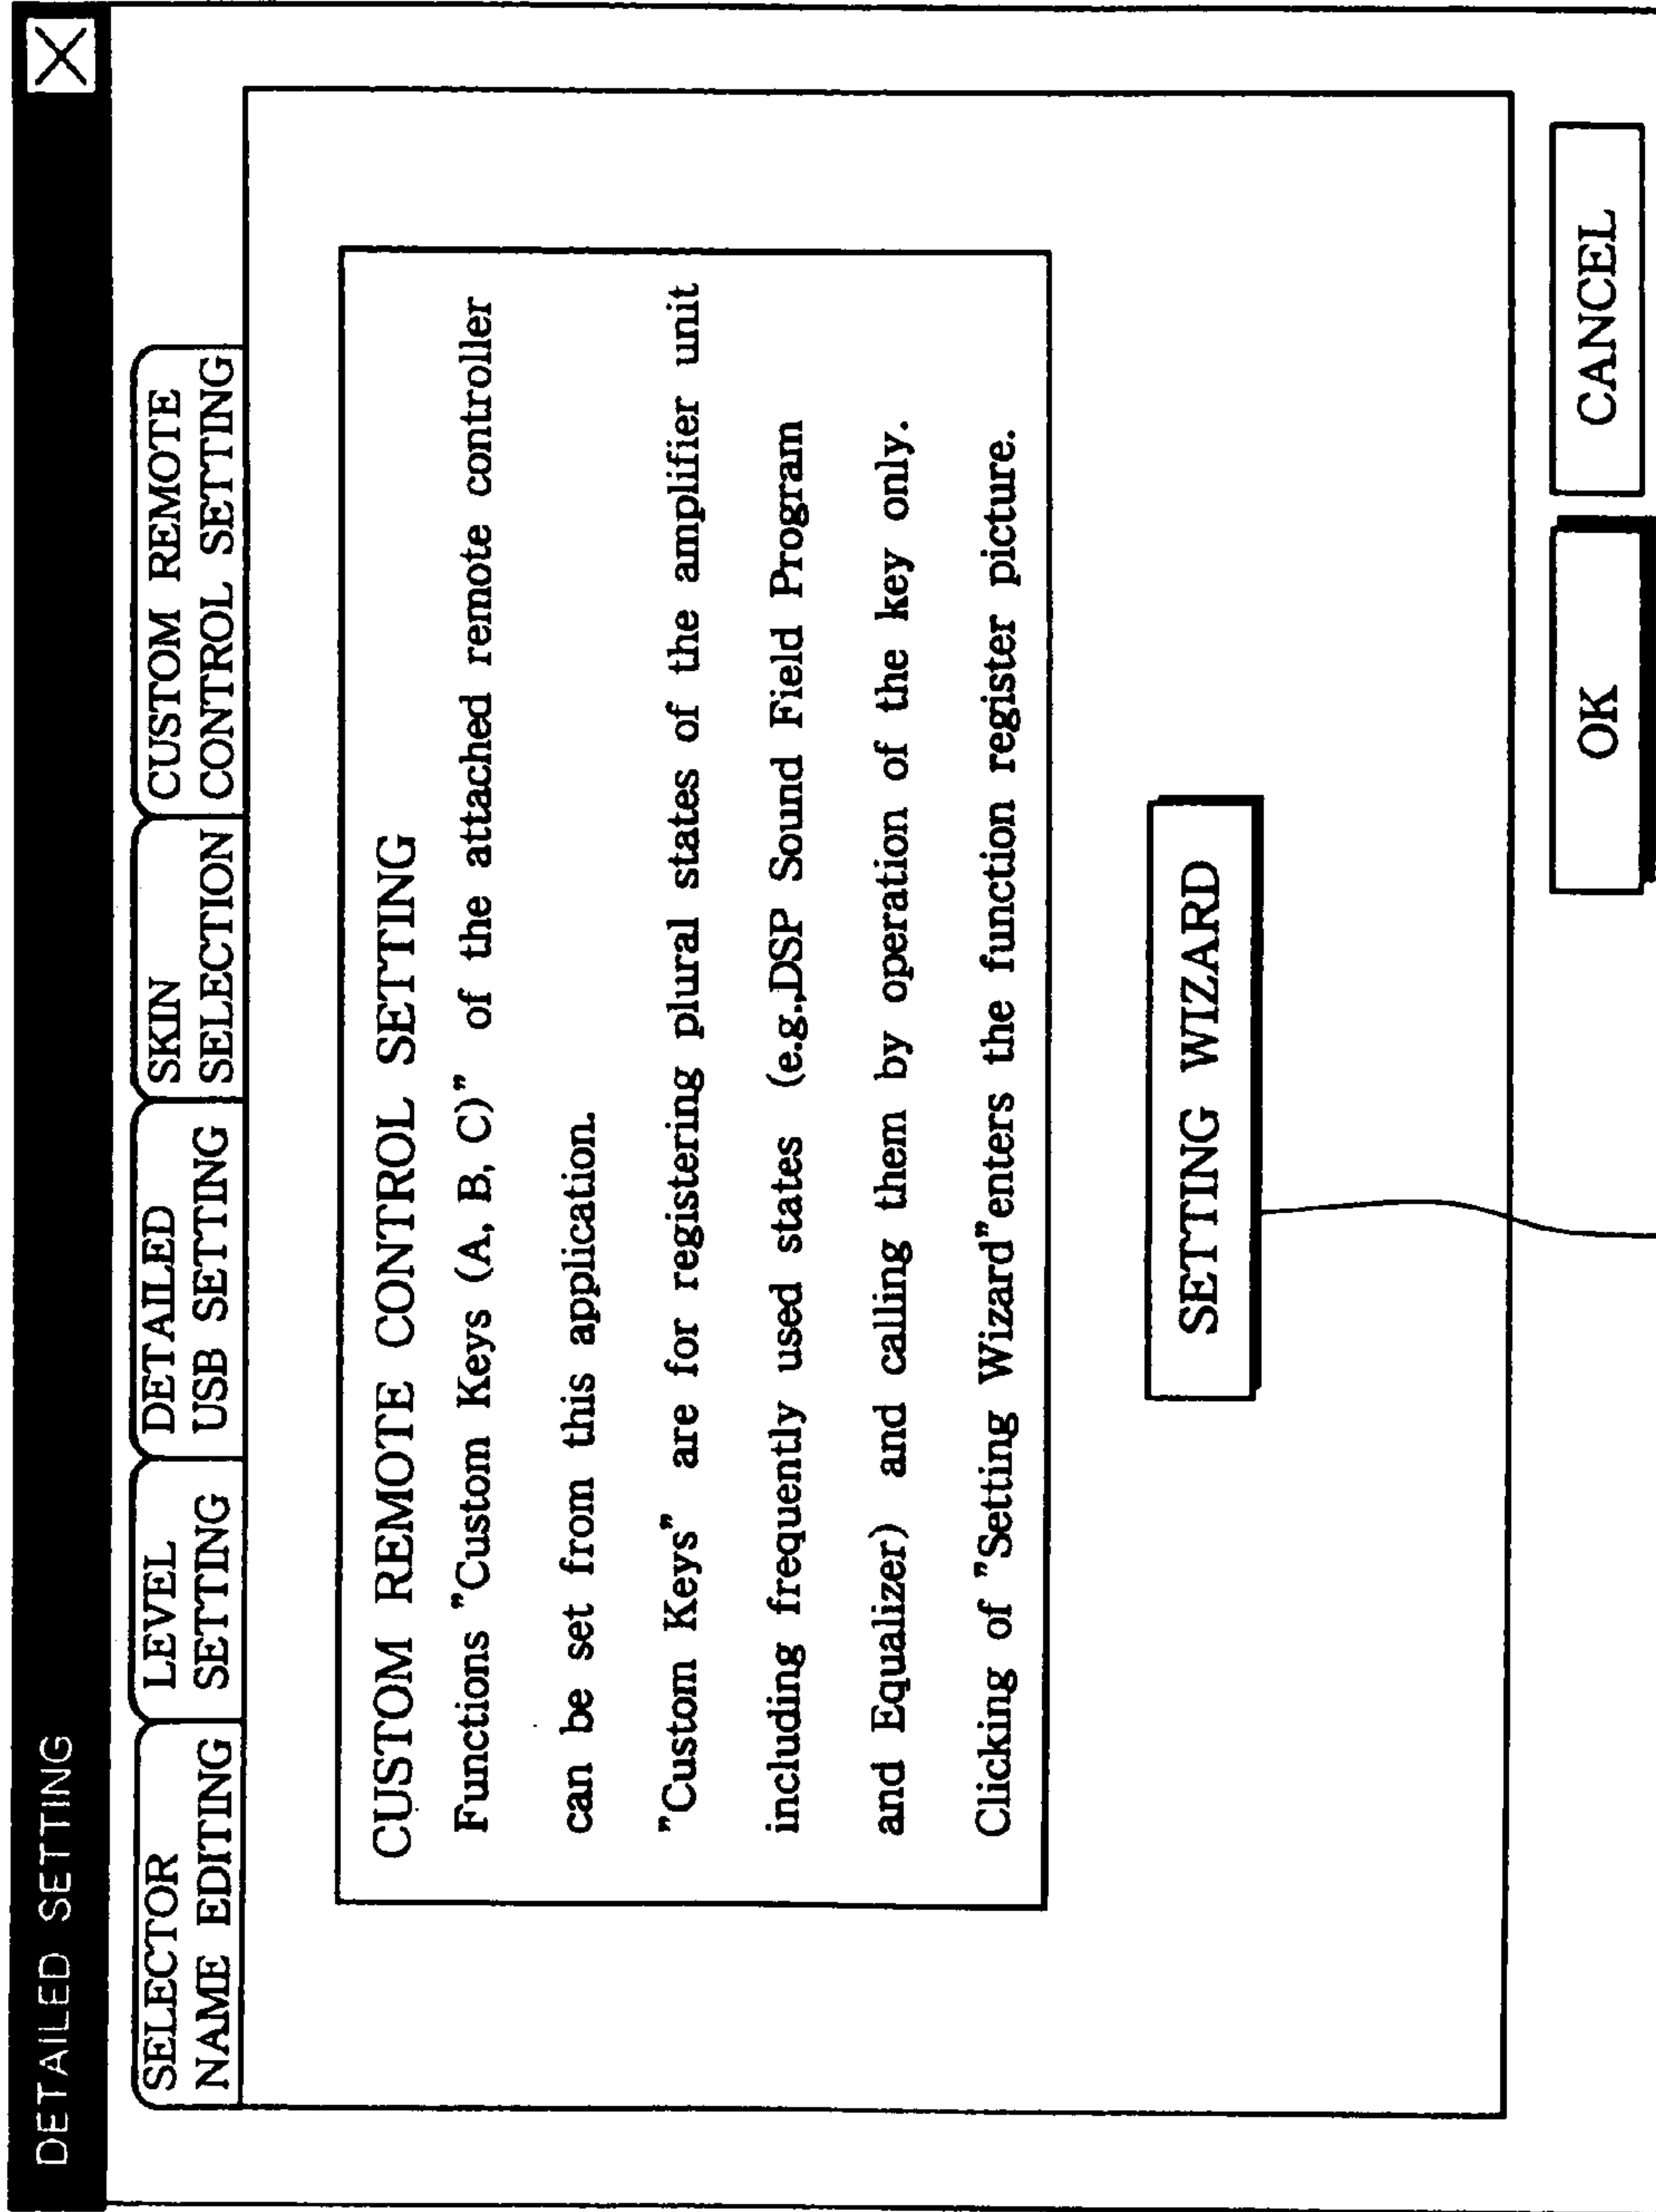 DETAILED SETTING
SELECTOR
NAME EDITING
LEVEL
SETTING
DETAILED
USB SETTING
SKIN
SELECTION
CUSTOM REMOTE
CONTROL SETTING
CUSTOM REMOTE CONTROL SETTING
Functions "Custom Keys (A, B, C)" of the attached remote controller
can be set from this application.
"Custon Keys" are for registering plural states of the amplifier unit
including frequently used states (e.g.,DSP Sound Field Program
and Equalizer) and calling them by operation of the key only.
Clicking of "Setting Wizard"enters the function register picture.
SETTING WIZARD
OK
CANCEL